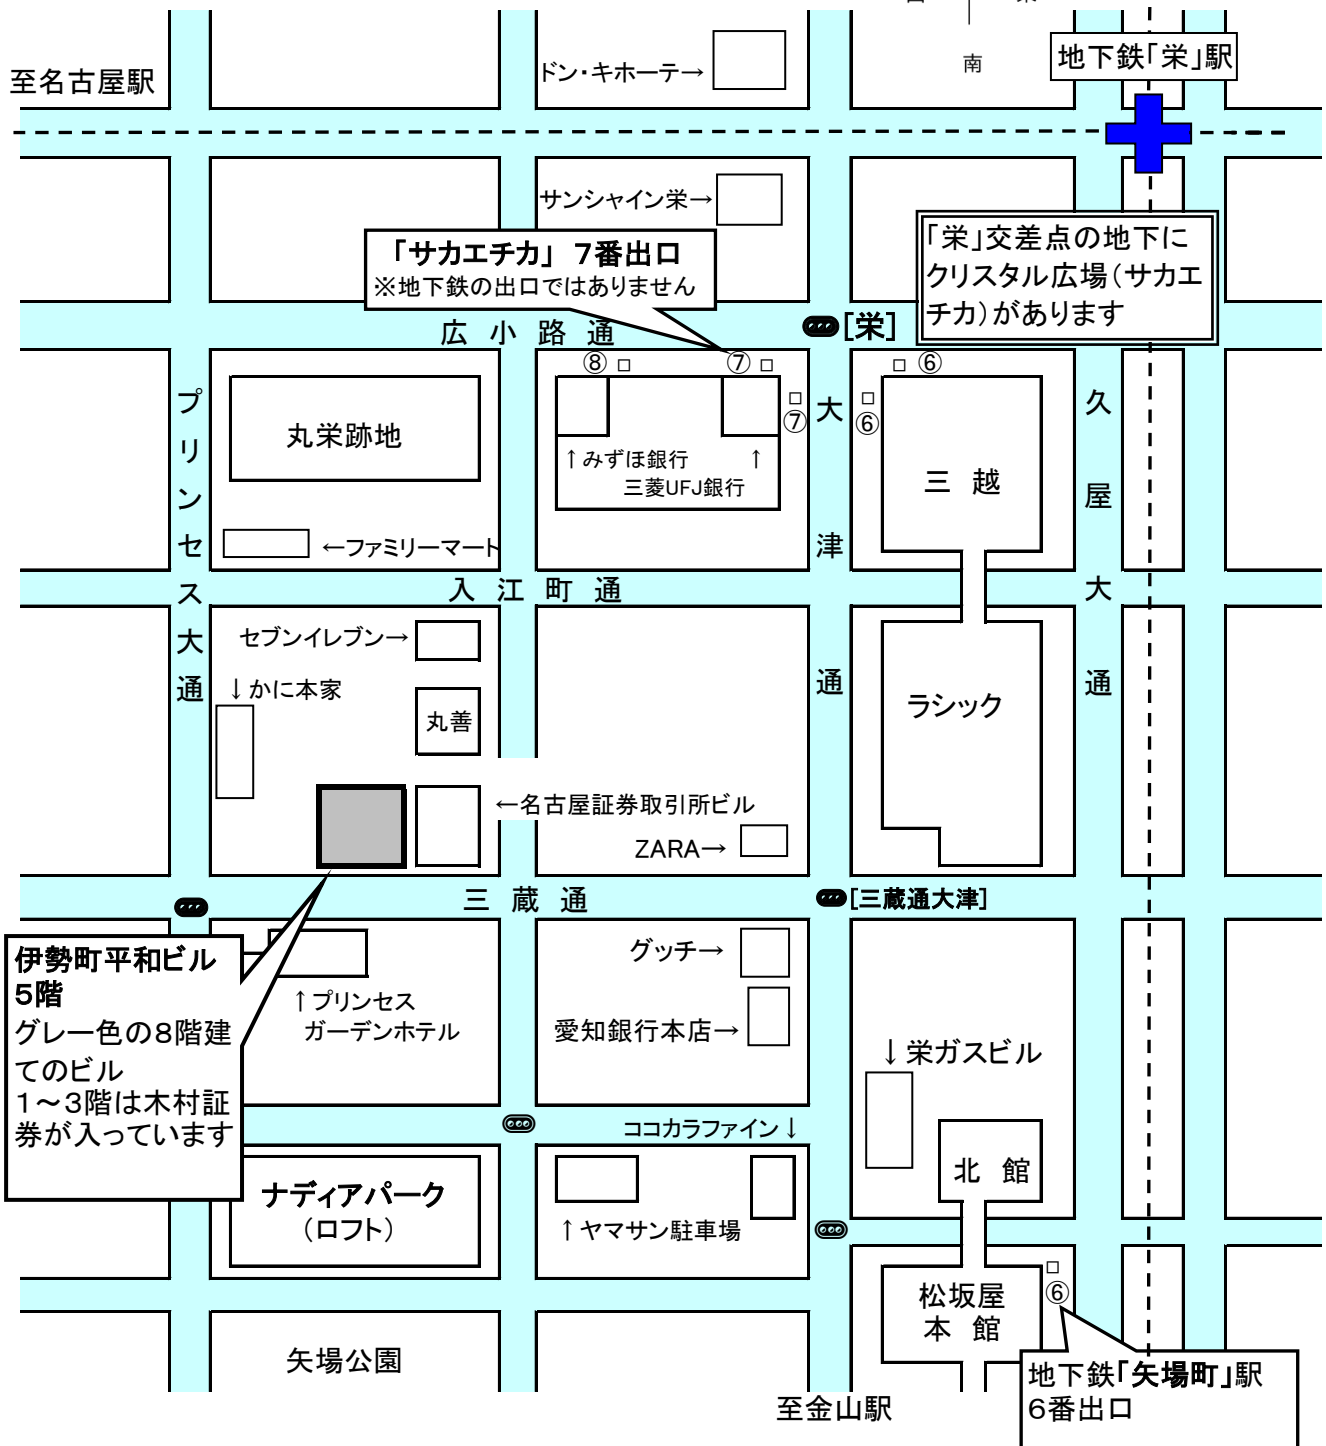 南
地下鉄「栄」駅
至名古屋駅
ドン・キホーテ→
サンシャイン栄→
「サカエチカ」 7番出口
※地下鉄の出口ではありません
「栄」交差点の地下に
クリスタル広場（サカエ
チカ）があります
広小路通
[栄]
⑧
⑦
⑥
⑦
⑥
プリンセス大通
大津通
久屋大通
丸栄跡地
↑みずほ銀行
↑
三菱UFJ銀行
三 越
←ファミリーマート
入江町通
セブンイレブン→
↓かに本家
丸善
ラシック
←名古屋証券取引所ビル
ZARA→
三蔵通
[三蔵通大津]
伊勢町平和ビル
5階
グレー色の8階建
てのビル
1～3階は木村証
券が入っています
↑プリンセス
ガーデンホテル
グッチ→
愛知銀行本店→
↓栄ガスビル
ココカラファイン↓
北 館
ナディアパーク
（ロフト）
↑ヤマサン駐車場
松坂屋
本 館
⑥
矢場公園
地下鉄「矢場町」駅
6番出口
至金山駅